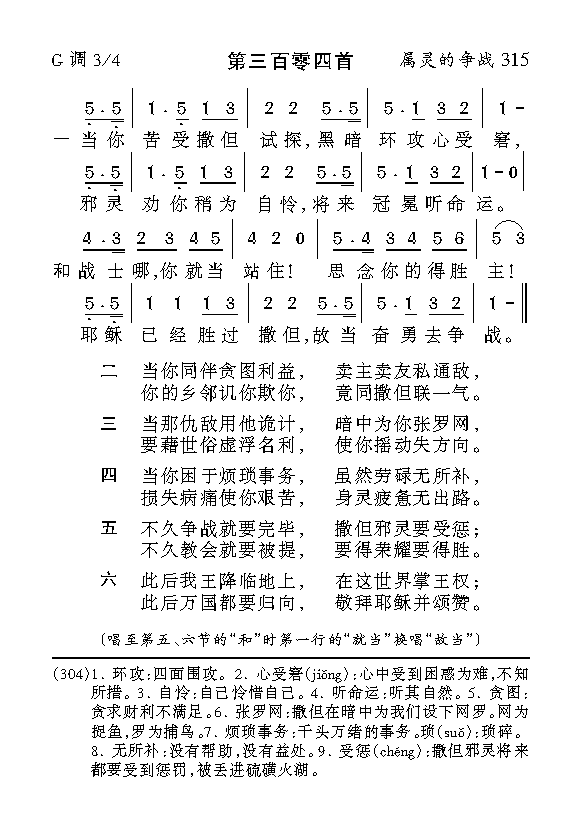 G 调 3/4 第三百零四首 属灵的争战 315
5 . 5 | 1 . 5 1 3 | 2 2 5 . 5 | 5 . 1 3 2 | 1 -
一 当你 苦受撒但 试探,黑暗 环攻心受 窘,
5 . 5 | 1 . 5 1 3 | 2 2 5 . 5 | 5 . 1 3 2 | 1 - 0
邪灵 劝你稍为 自怜,将来 冠冕听命 运。
4 . 3 2 3 4 5 | 4 2 0 | 5 . 4 3 4 5 6 | 5 3
和战士哪,你就当 站住! 思念你的得胜 主!
5 . 5 | 1 1 1 3 | 2 2 5 . 5 | 5 . 1 3 2 | 1 -
耶稣 已经胜过 撒但,故当 奋勇去争 战。
二 当你同伴贪图利益, 卖主卖友私通敌,
你的乡邻讥你欺你, 竟同撒但联一气。
三 当那仇敌用他诡计, 暗中为你张罗网,
要藉世俗虚浮名利, 使你摇动失方向。
四 当你困于烦琐事务, 虽然劳碌无所补,
损失病痛使你艰苦, 身灵疲惫无出路。
五 不久争战就要完毕, 撒但邪灵要受惩;
不久教会就要被提, 要得荣耀要得胜。
六 此后我王降临地上, 在这世界掌王权;
此后万国都要归向, 敬拜耶稣并颂赞。
(唱至第五、六节的“和”时第一行的“就当”换唱“故当”)
(304)1. 环攻:四面围攻。2. 心受窘(jiǒng):心中受到困惑为难,不知
所措。3. 自怜:自己怜惜自己。4. 听命运:听其自然。5. 贪图:
贪求财利不满足。6. 张罗网:撒但在暗中为我们设下网罗。网为
捉鱼,罗为捕鸟。7. 烦琐事务:千头万绪的事务。琐(suǒ):琐碎。
8. 无所补:没有帮助,没有益处。9. 受惩(chéng):撒但邪灵将来
都要受到惩罚,被丢进硫磺火湖。